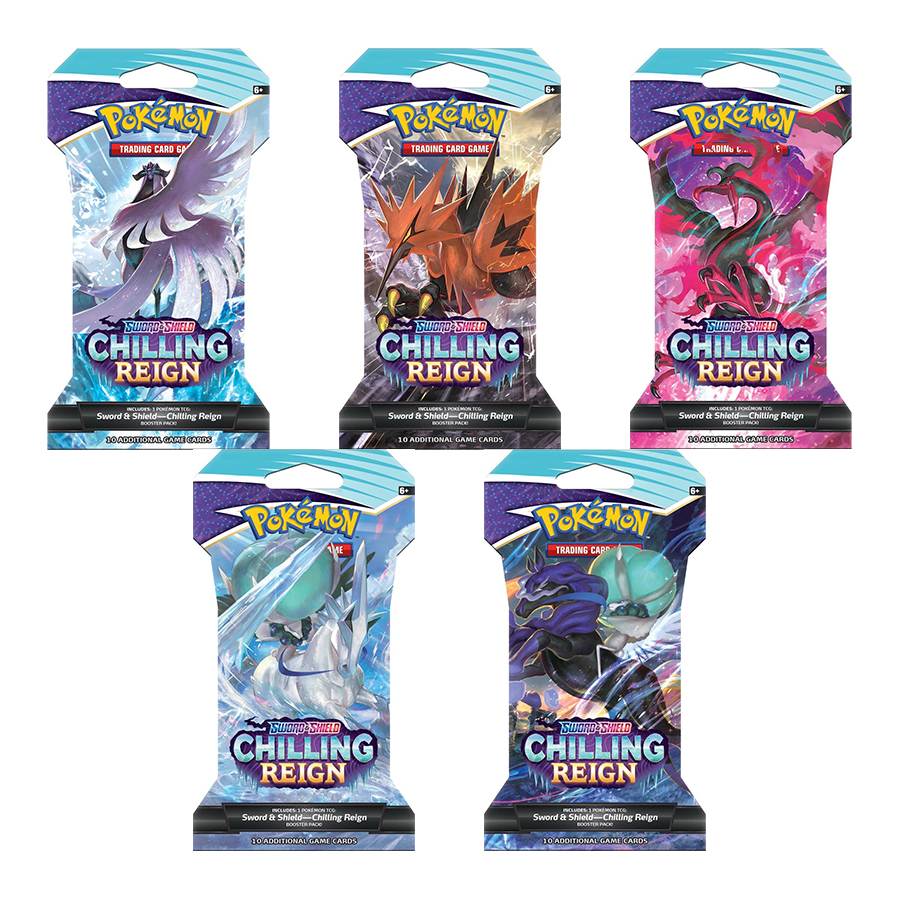 6+
POKéMON
TRADING CARD GA
SWORD & SHIELD
CHILLING
REIGN
INCLUDES: 1 POKÉMON TCG:
Sword & Shield—Chilling Reign
BOOSTER PACK!
10 ADDITIONAL GAME CARDS
6+
POKéMON
TRADING CARD GAME
SWORD & SHIELD
CHILLING
REIGN
INCLUDES: 1 POKÉMON TCG:
Sword & Shield—Chilling Reign
BOOSTER PACK!
10 ADDITIONAL GAME CARDS
6+
POKéMON
TRADING C
SWORD & SHIELD
CHILLING
REIGN
INCLUDES: 1 POKÉMON TCG:
Sword & Shield—Chilling Reign
BOOSTER PACK!
10 ADDITIONAL GAME CARDS
6+
POKéMON
ME
SWORD & SHIELD
CHILLING
REIGN
INCLUDES: 1 POKÉMON TCG:
Sword & Shield—Chilling Reign
BOOSTER PACK!
10 ADDITIONAL GAME CARDS
6+
POKéMON
TRADING CARD
SWORD & SHIELD
CHILLING
REIGN
INCLUDES: 1 POKÉMON TCG:
Sword & Shield—Chilling Reign
BOOSTER PACK!
10 ADDITIONAL GAME CARDS